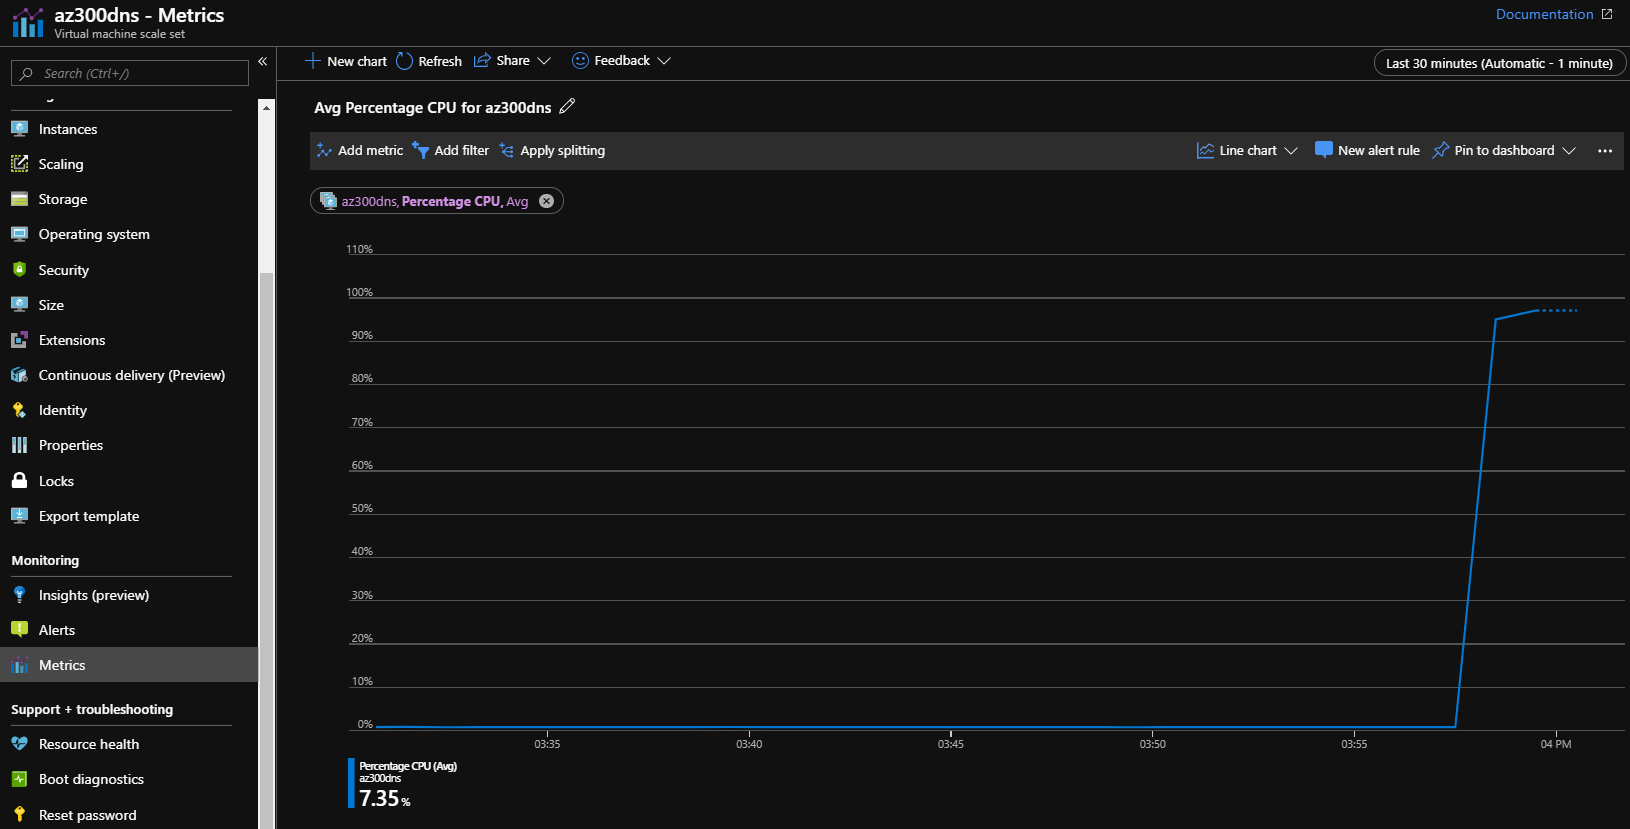 az300dns - Metrics
Virtual machine scale set
Documentation
Search (Ctrl+/)
«
Instances
Scaling
Storage
Operating system
Security
Size
Extensions
Continuous delivery (Preview)
Identity
Properties
Locks
Export template
Monitoring
Insights (preview)
Alerts
Metrics
Support + troubleshooting
Resource health
Boot diagnostics
Reset password
New chart Refresh Share Feedback
Last 30 minutes (Automatic - 1 minute)
Avg Percentage CPU for az300dns
Add metric Add filter Apply splitting
Line chart New alert rule Pin to dashboard ...
az300dns, Percentage CPU, Avg
110%
100%
90%
80%
70%
60%
50%
40%
30%
20%
10%
0%
03:35 03:40 03:45 03:50 03:55 04 PM
Percentage CPU (Avg)
az300dns
7.35 %